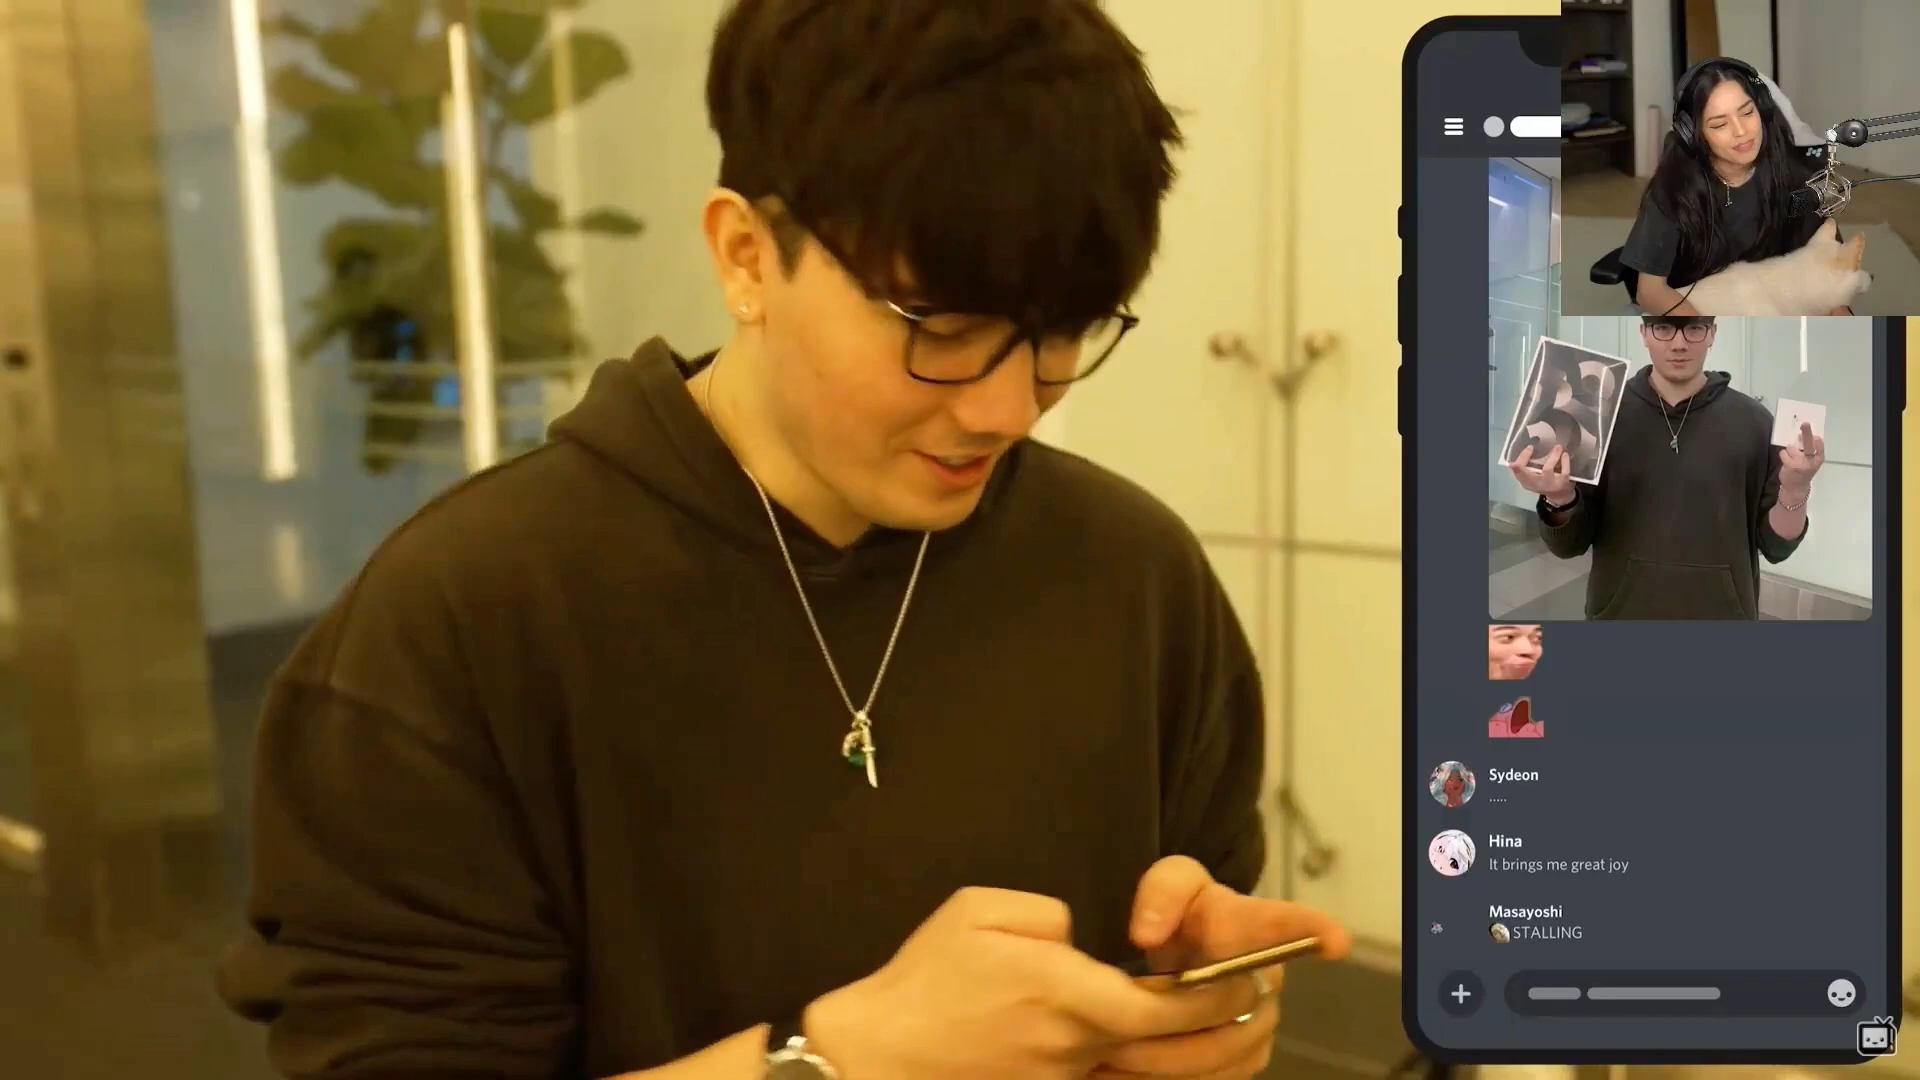 Sydeon
.....
Hina
It brings me great joy
Masayoshi
STALLING